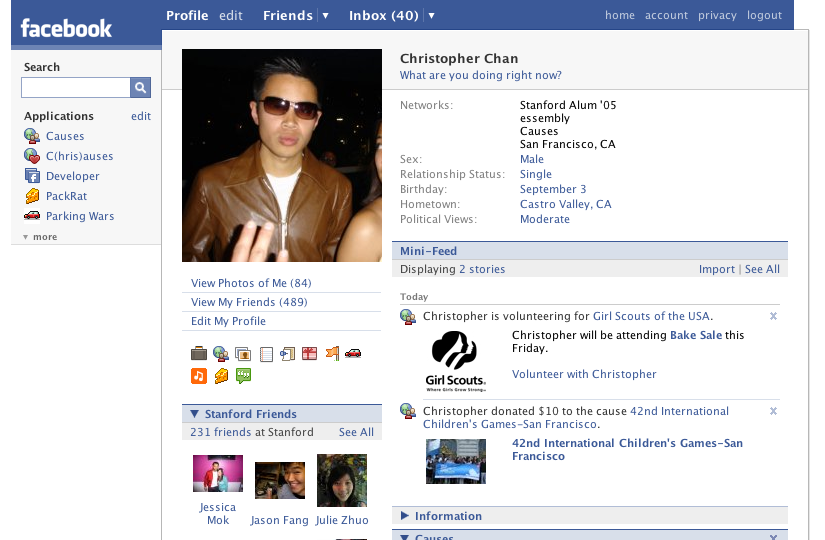 facebook
Profile edit Friends ▼ Inbox (40) ▼ home account privacy logout
Search
Applications edit
Causes
C(hris)auses
Developer
PackRat
Parking Wars
▼ more
View Photos of Me (84)
View My Friends (489)
Edit My Profile
▼ Stanford Friends
231 friends at Stanford See All
Jessica
Mok
Jason Fang
Julie Zhuo
Christopher Chan
What are you doing right now?
Networks: Stanford Alum '05
essembly
Causes
San Francisco, CA
Sex: Male
Relationship Status: Single
Birthday: September 3
Hometown: Castro Valley, CA
Political Views: Moderate
Mini-Feed
Displaying 2 stories Import | See All
Today
Christopher is volunteering for Girl Scouts of the USA. x
Girl Scouts.
Where Girls Grow Strong.
Christopher will be attending Bake Sale this
Friday.
Volunteer with Christopher
Christopher donated $10 to the cause 42nd International x
Children's Games-San Francisco.
42nd International Children's Games-San
Francisco
▶ Information
▼ Causes x